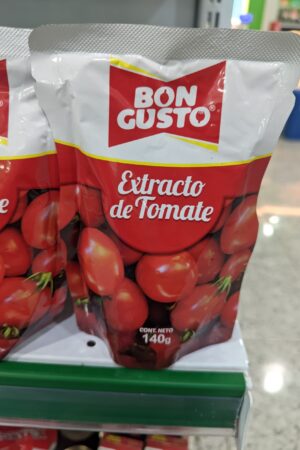 BON
GUSTO
Extracto
de Tomate
CONT. NETO
140g